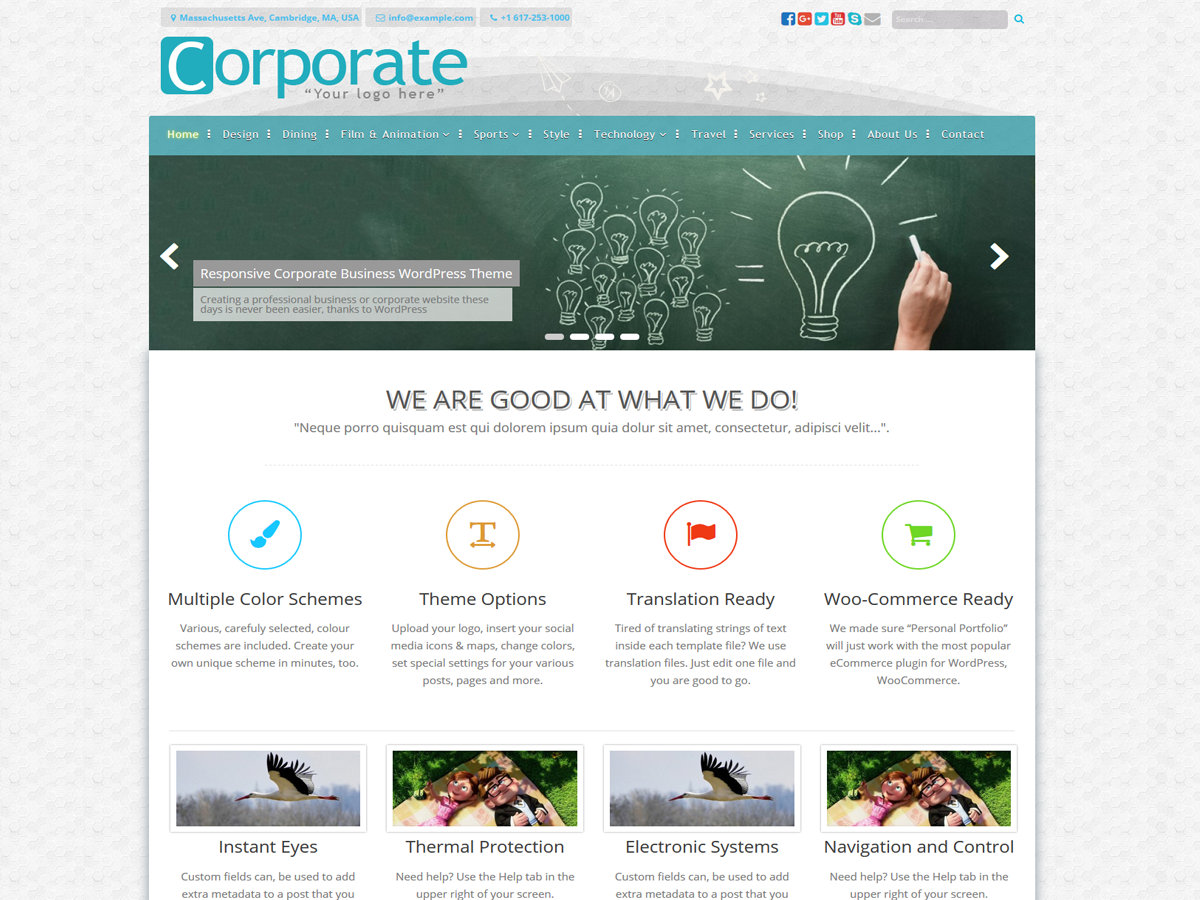 Massachusetts Ave, Cambridge, MA, USA
info@example.com
+1 617-253-1000
Search ...
Corporate
“Your logo here”
Home Design Dining Film & Animation Sports Style Technology Travel Services Shop About Us Contact
Responsive Corporate Business WordPress Theme
Creating a professional business or corporate website these
days is never been easier, thanks to WordPress
WE ARE GOOD AT WHAT WE DO!
"Neque porro quisquam est qui dolorem ipsum quia dolur sit amet, consectetur, adipisci velit...".
Multiple Color Schemes
Various, carefuly selected, colour
schemes are included. Create your
own unique scheme in minutes, too.
Theme Options
Upload your logo, insert your social
media icons & maps, change colors,
set special settings for your various
posts, pages and more.
Translation Ready
Tired of translating strings of text
inside each template file? We use
translation files. Just edit one file and
you are good to go.
Woo-Commerce Ready
We made sure “Personal Portfolio”
will just work with the most popular
eCommerce plugin for WordPress,
WooCommerce.
Instant Eyes
Custom fields can, be used to add
extra metadata to a post that you
Thermal Protection
Need help? Use the Help tab in the
upper right of your screen.
Electronic Systems
Custom fields can, be used to add
extra metadata to a post that you
Navigation and Control
Need help? Use the Help tab in the
upper right of your screen.